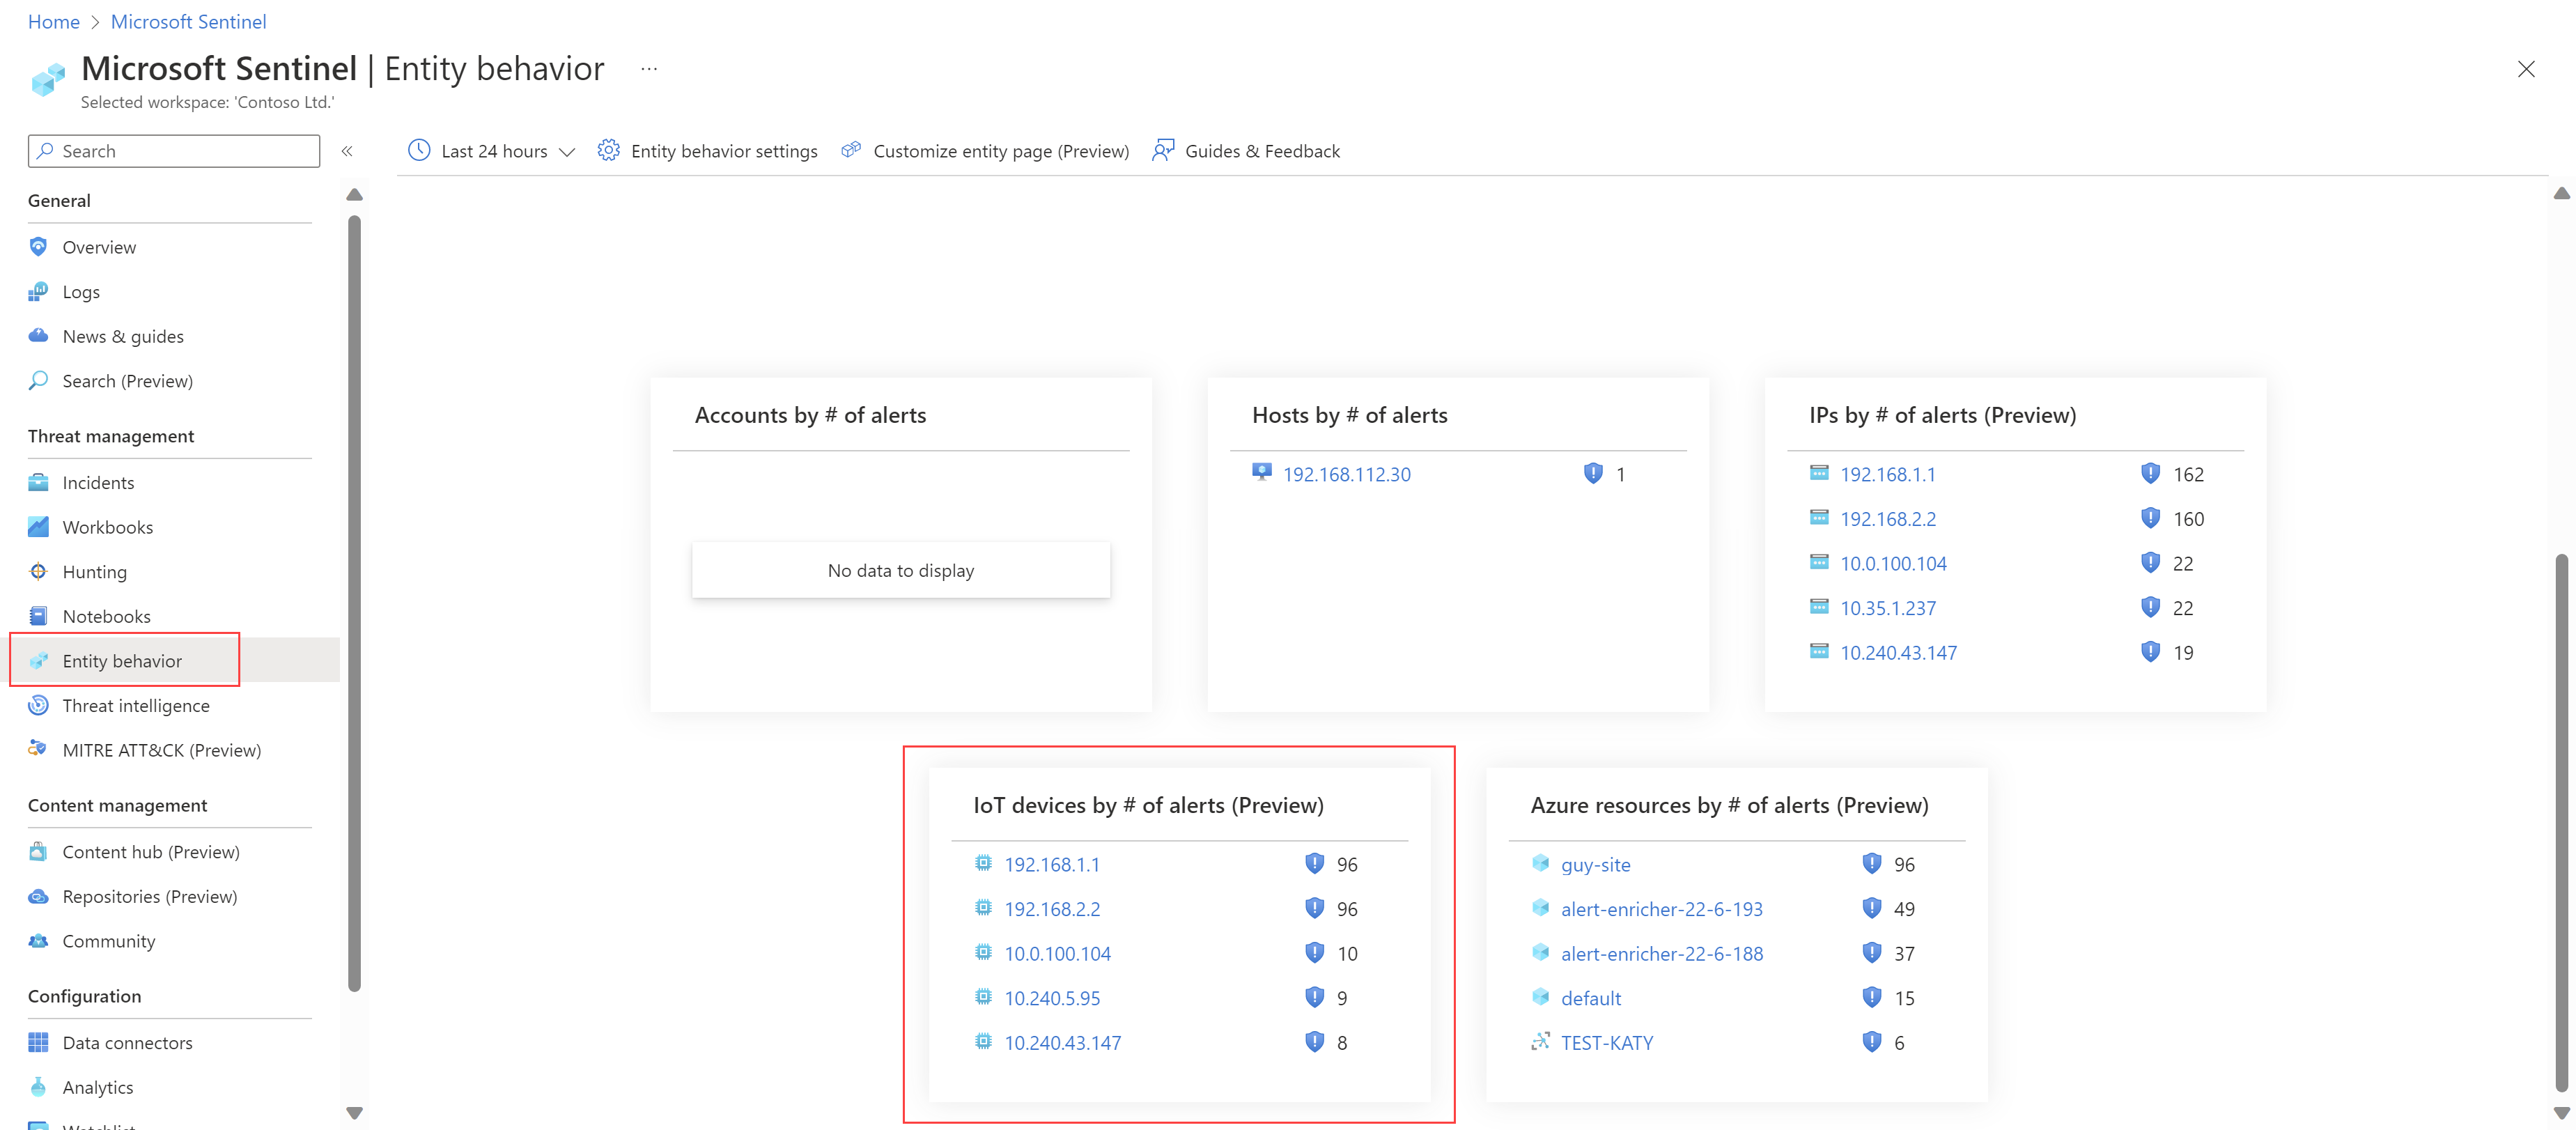 Home > Microsoft Sentinel
Microsoft Sentinel | Entity behavior ...
Selected workspace: 'Contoso Ltd.'
Search «
Last 24 hours Entity behavior settings Customize entity page (Preview) Guides & Feedback
General
Overview
Logs
News & guides
Search (Preview)
Threat management
Incidents
Workbooks
Hunting
Notebooks
Entity behavior
Threat intelligence
MITRE ATT&CK (Preview)
Content management
Content hub (Preview)
Repositories (Preview)
Community
Configuration
Data connectors
Analytics
Watchlist
Accounts by # of alerts
No data to display
Hosts by # of alerts
192.168.112.30 1
IPs by # of alerts (Preview)
192.168.1.1 162
192.168.2.2 160
10.0.100.104 22
10.35.1.237 22
10.240.43.147 19
IoT devices by # of alerts (Preview)
192.168.1.1 96
192.168.2.2 96
10.0.100.104 10
10.240.5.95 9
10.240.43.147 8
Azure resources by # of alerts (Preview)
guy-site 96
alert-enricher-22-6-193 49
alert-enricher-22-6-188 37
default 15
TEST-KATY 6